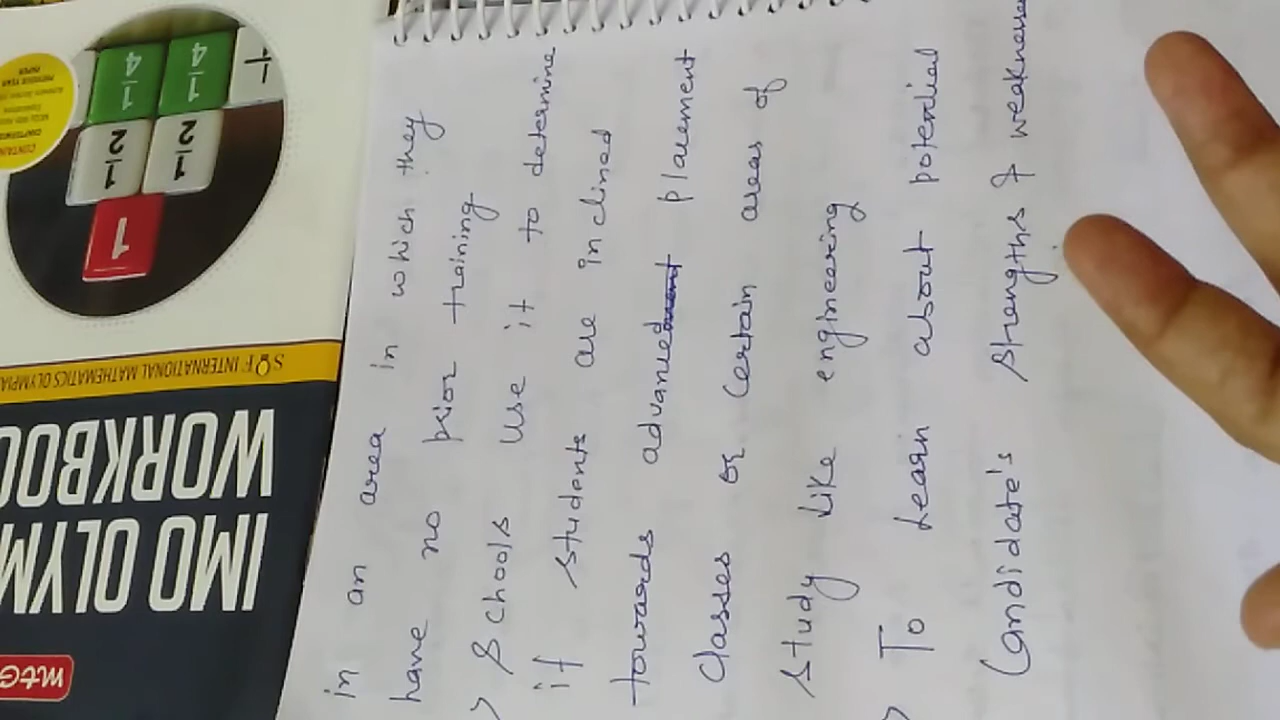 in an area in which they
have no prior training
> Schools use it to determine
if students are inclined
towards advanced placement
Classes or Certain areas of
study like engineering
> To Learn about potential
Candidate's strengths & weakness
mtG
IMO OLYM
WORKBOO
SOF INTERNATIONAL MATHEMATICS OLYMPIA
1
1/2 1/2
1/4 1/4